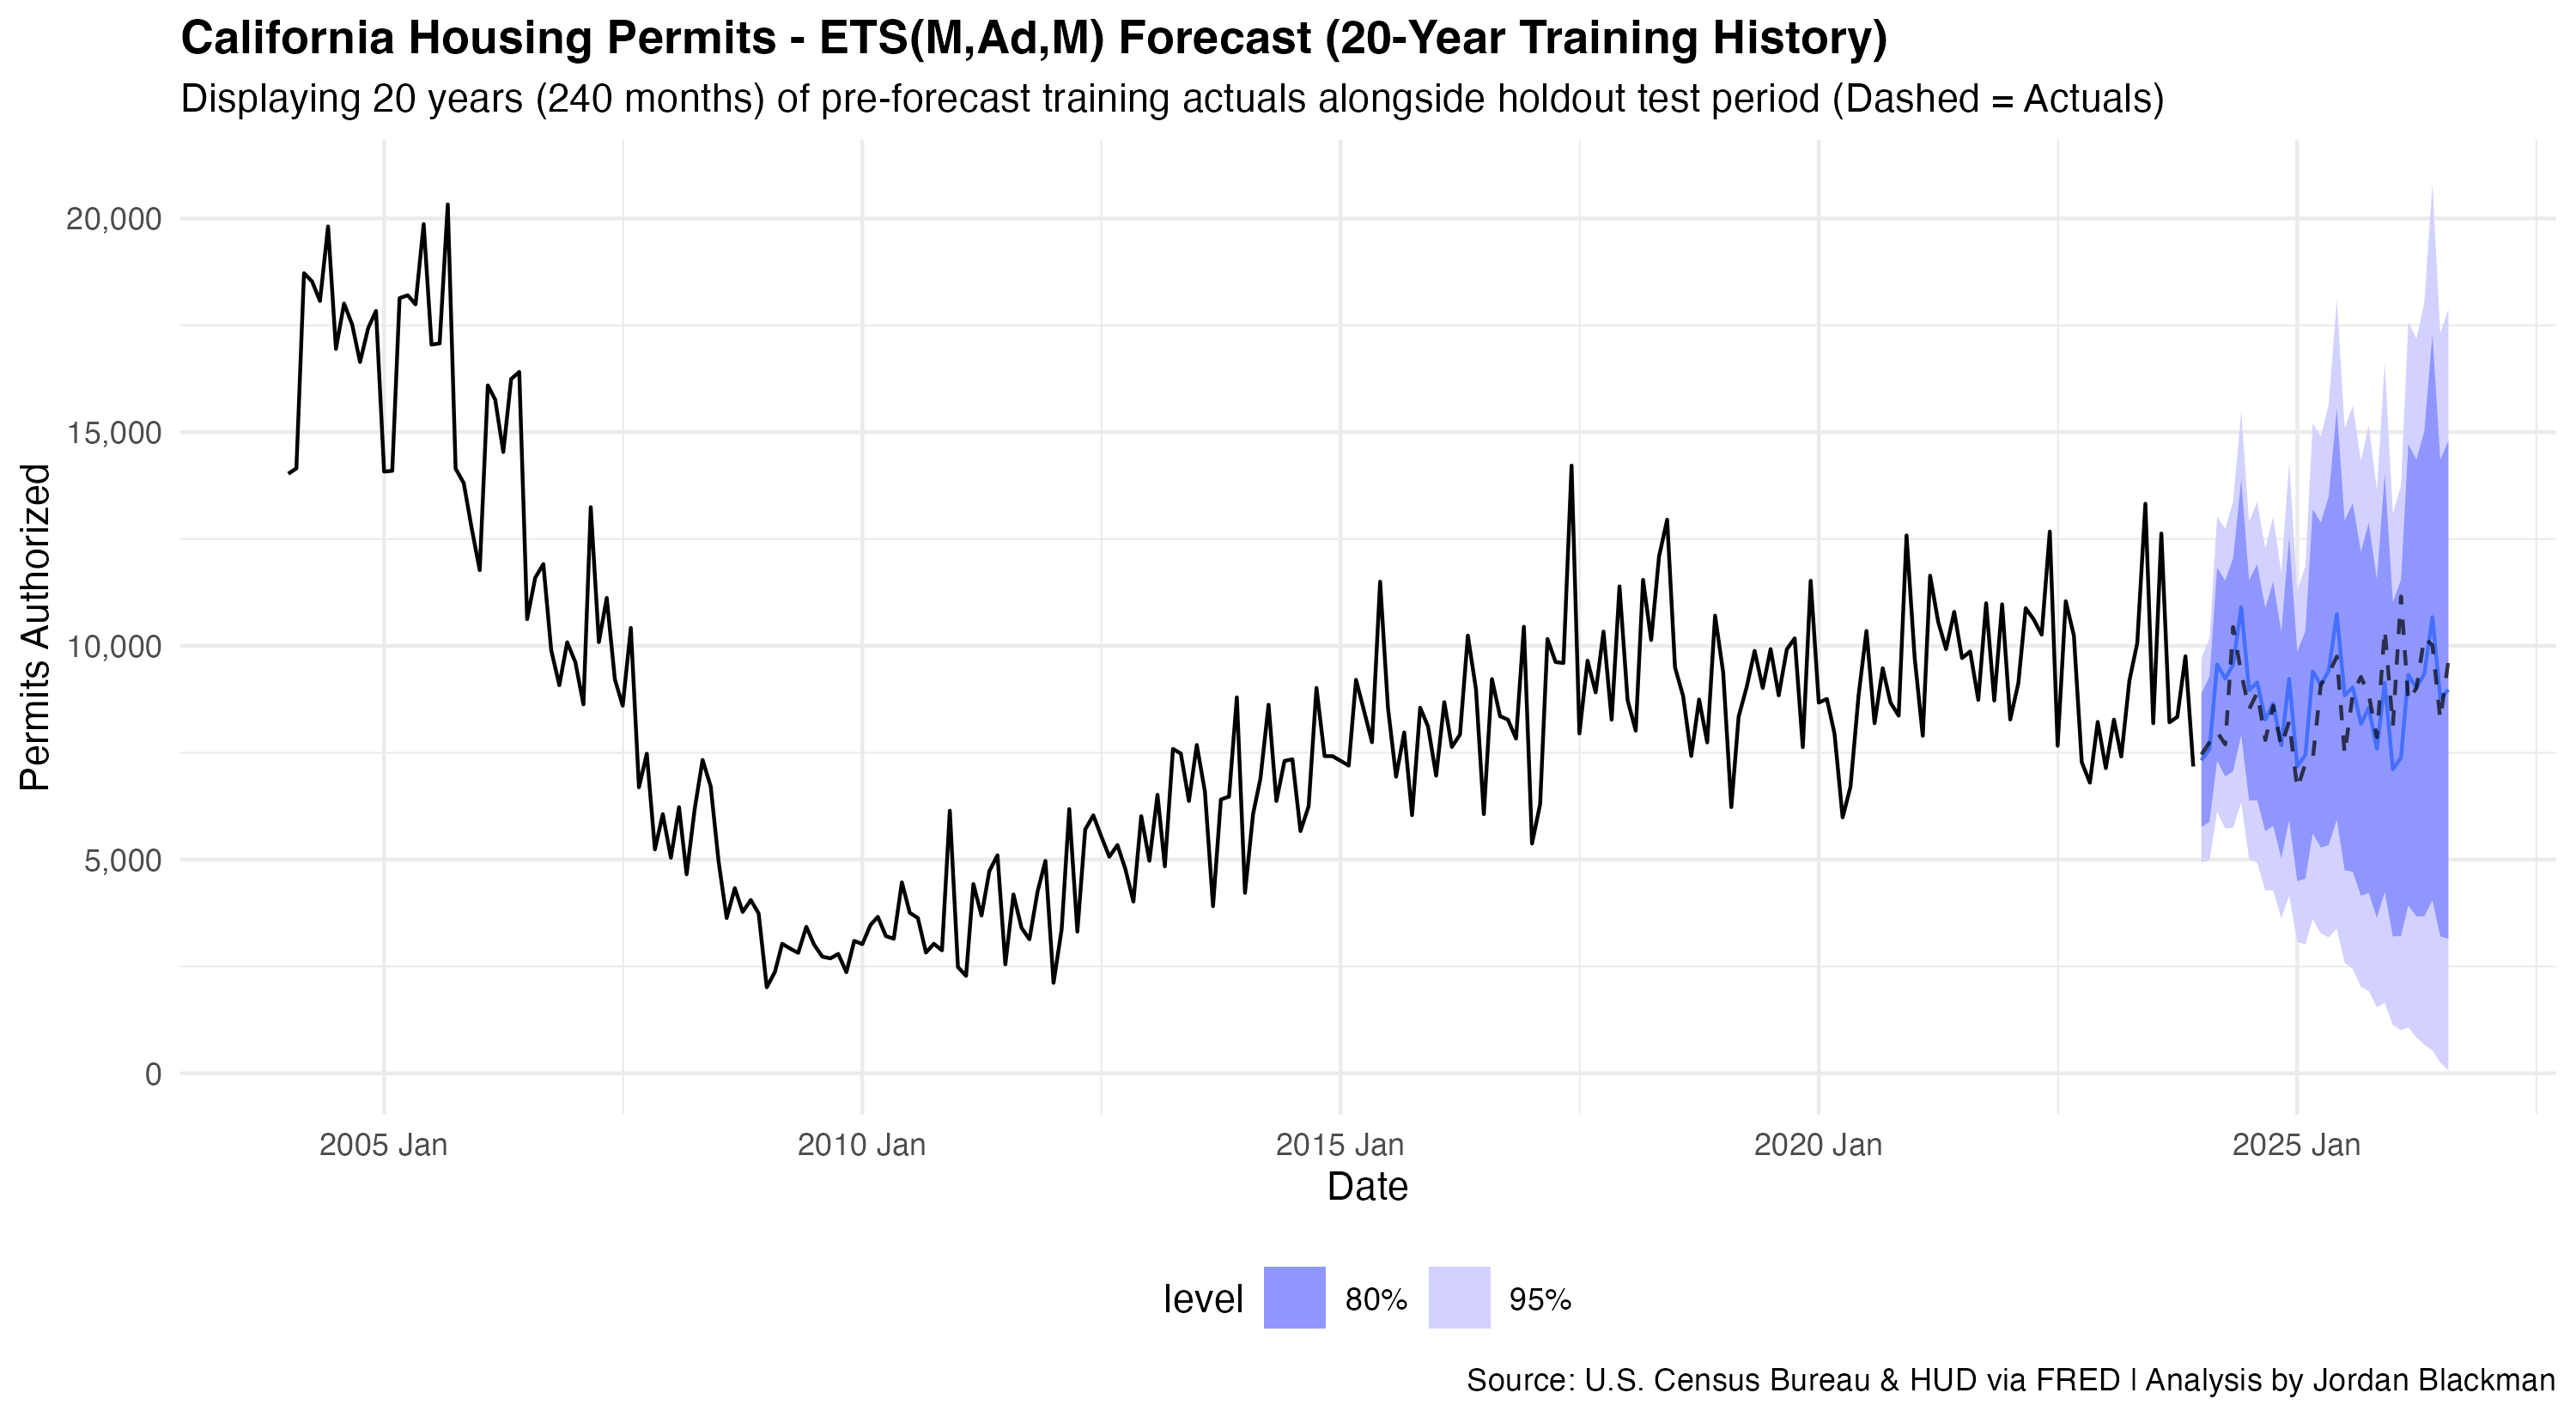 California Housing Permits - ETS(M,Ad,M) Forecast (20-Year Training History)
Displaying 20 years (240 months) of pre-forecast training actuals alongside holdout test period (Dashed = Actuals)
Permits Authorized
20,000
15,000
10,000
5,000
0
2005 Jan
2010 Jan
2015 Jan
2020 Jan
2025 Jan
Date
level
80%
95%
Source: U.S. Census Bureau & HUD via FRED | Analysis by Jordan Blackman